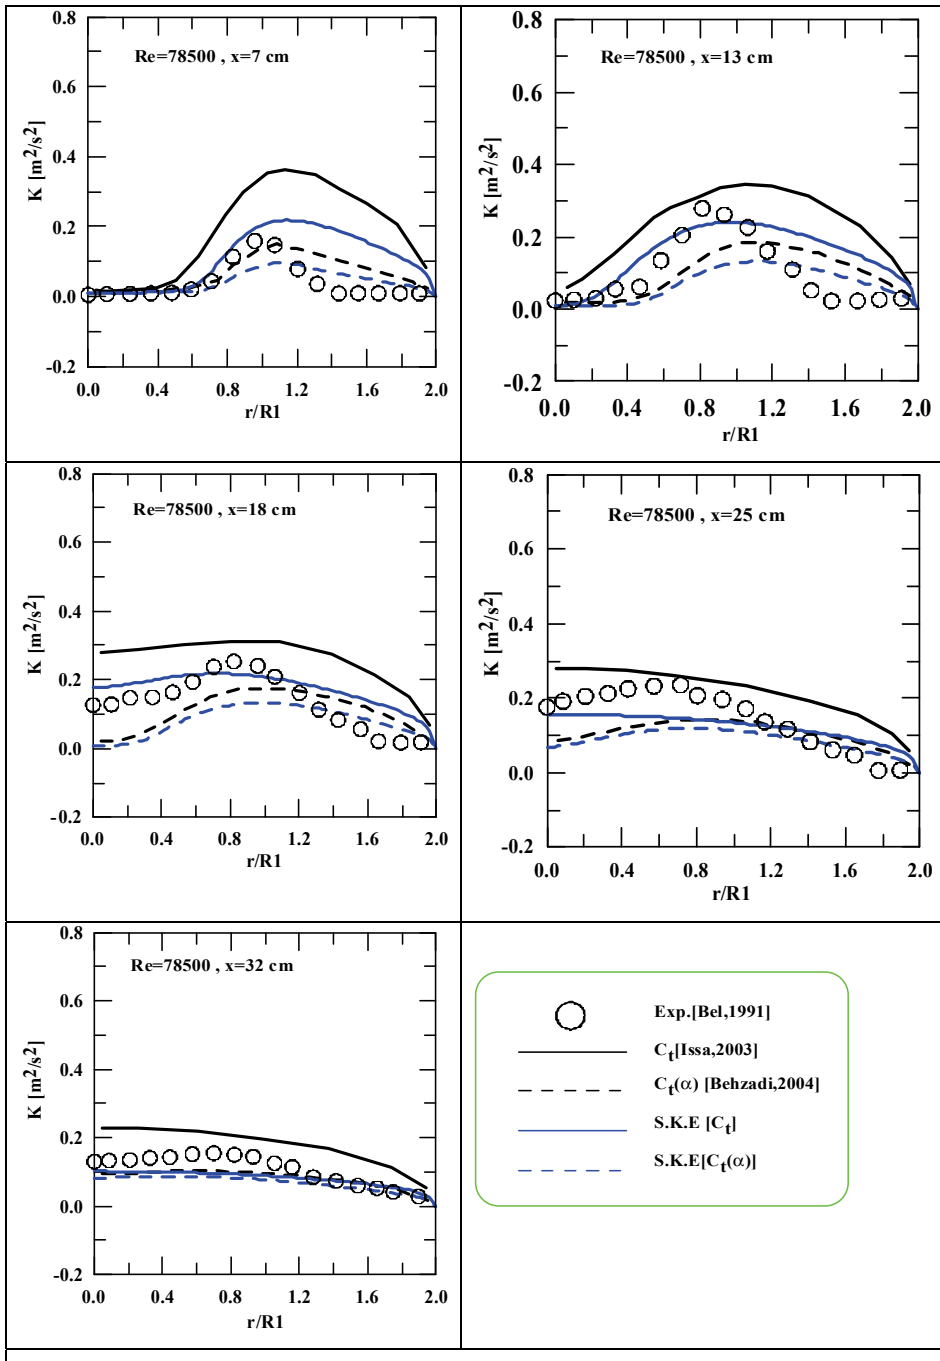 0.8
0.6
0.4
0.2
0.0
-0.2
K [m²/s²]
Re=78500 , x=7 cm
0.0 0.4 0.8 1.2 1.6 2.0
r/R1
0.8
0.6
0.4
0.2
0.0
-0.2
K [m²/s²]
Re=78500 , x=13 cm
0.0 0.4 0.8 1.2 1.6 2.0
r/R1
0.8
0.6
0.4
0.2
0.0
-0.2
K [m²/s²]
Re=78500 , x=18 cm
0.0 0.4 0.8 1.2 1.6 2.0
r/R1
0.8
0.6
0.4
0.2
0.0
-0.2
K [m²/s²]
Re=78500 , x=25 cm
0.0 0.4 0.8 1.2 1.6 2.0
r/R1
0.8
0.6
0.4
0.2
0.0
-0.2
K [m²/s²]
Re=78500 , x=32 cm
0.0 0.4 0.8 1.2 1.6 2.0
r/R1
Exp.[Bel,1991]
Ct[Issa,2003]
Ct(α) [Behzadi,2004]
S.K.E [Ct]
S.K.E[Ct(α)]